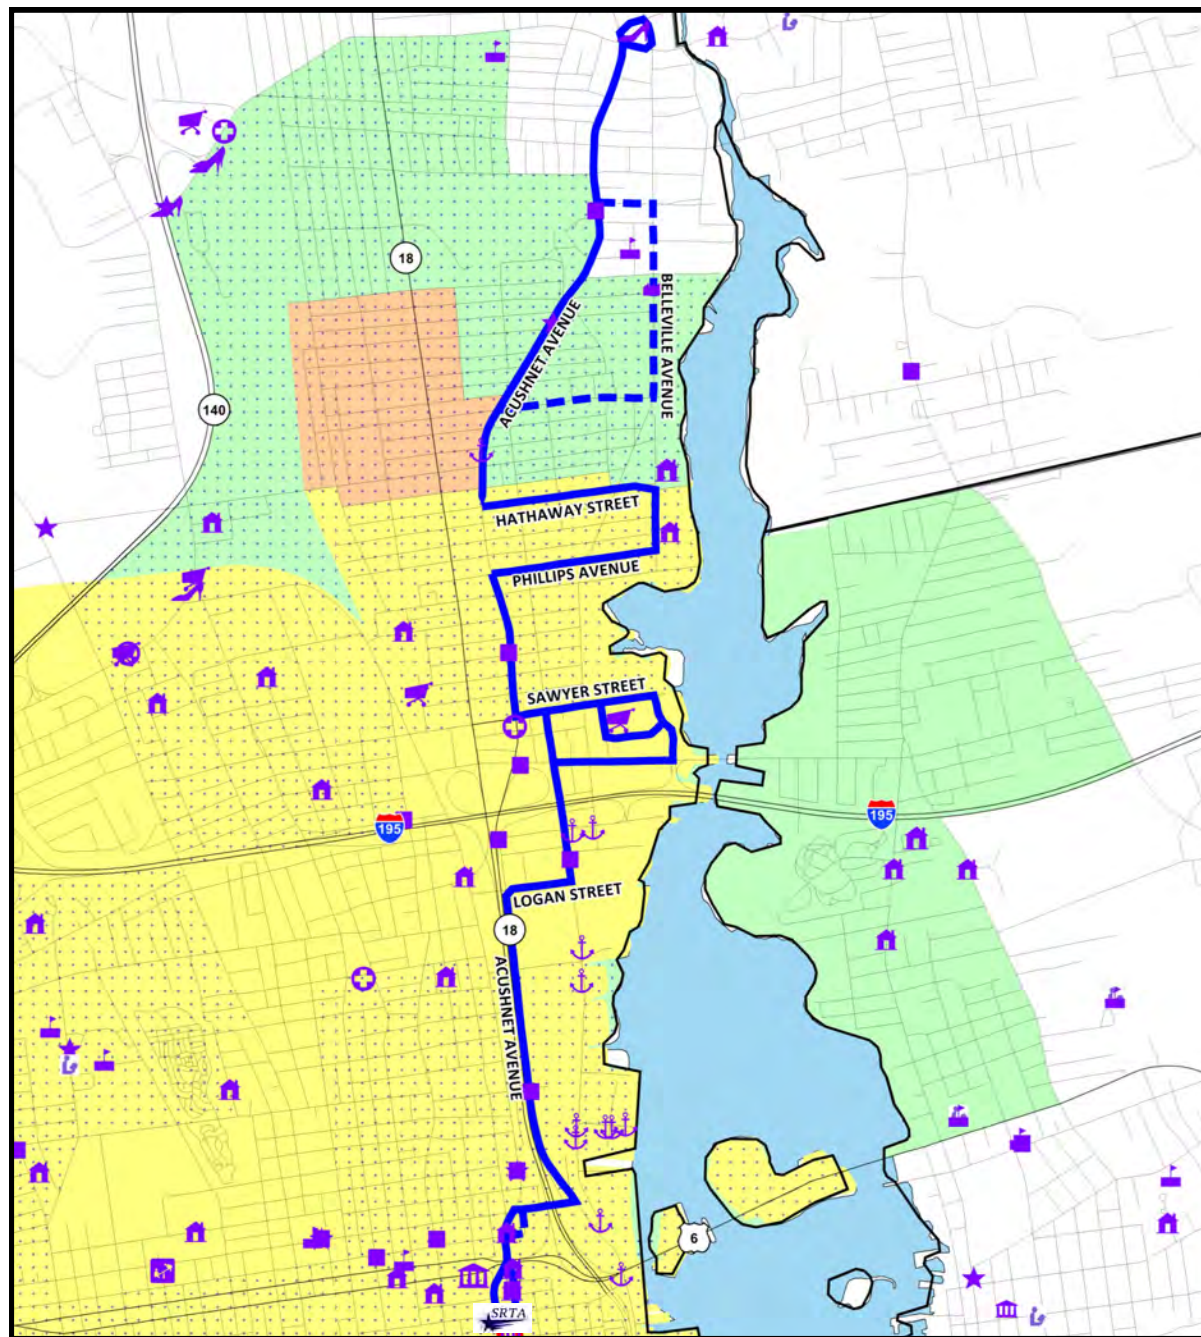 18
ACUSHNET AVENUE
BELLEVILLE AVENUE
140
HATHAWAY STREET
PHILLIPS AVENUE
SAWYER STREET
195
195
LOGAN STREET
18
ACUSHNET AVENUE
6
SRTA